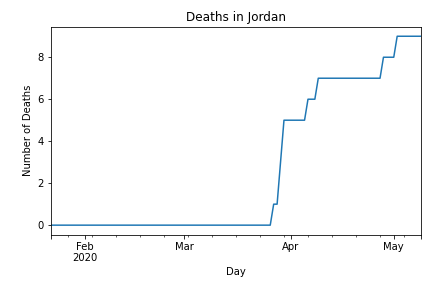 Deaths in Jordan
Number of Deaths
8
6
4
2
0
Feb
2020
Mar
Apr
May
Day